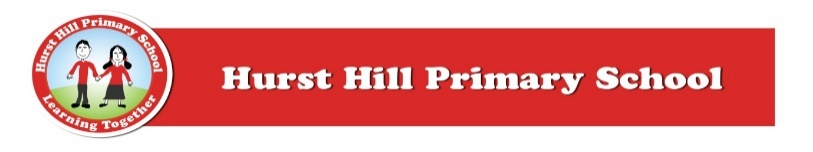 Hurst Hill Primary School
Learning Together
Hurst Hill Primary School